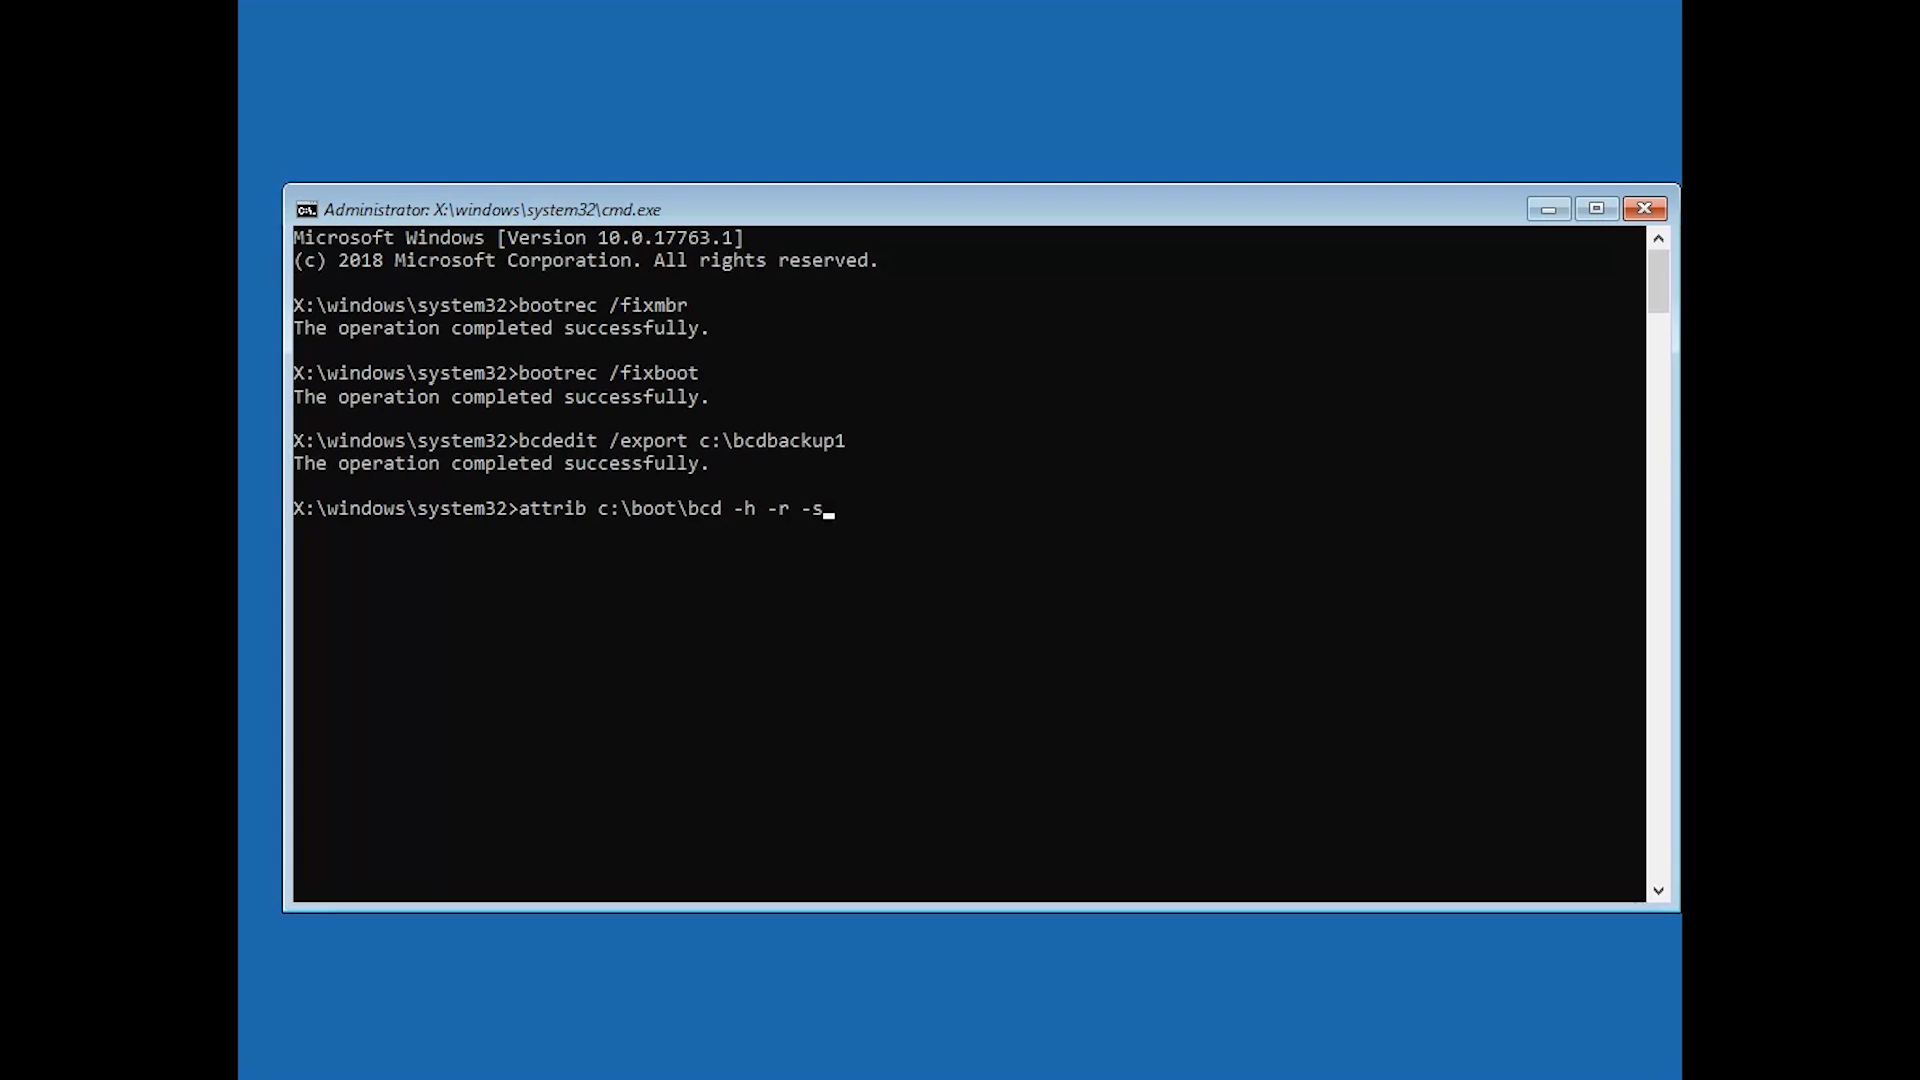 Administrator: X:\windows\system32\cmd.exe
Microsoft Windows [Version 10.0.17763.1]
(c) 2018 Microsoft Corporation. All rights reserved.
X:\windows\system32>bootrec /fixmbr
The operation completed successfully.
X:\windows\system32>bootrec /fixboot
The operation completed successfully.
X:\windows\system32>bcdedit /export c:\bcdbackup1
The operation completed successfully.
X:\windows\system32>attrib c:\boot\bcd -h -r -s